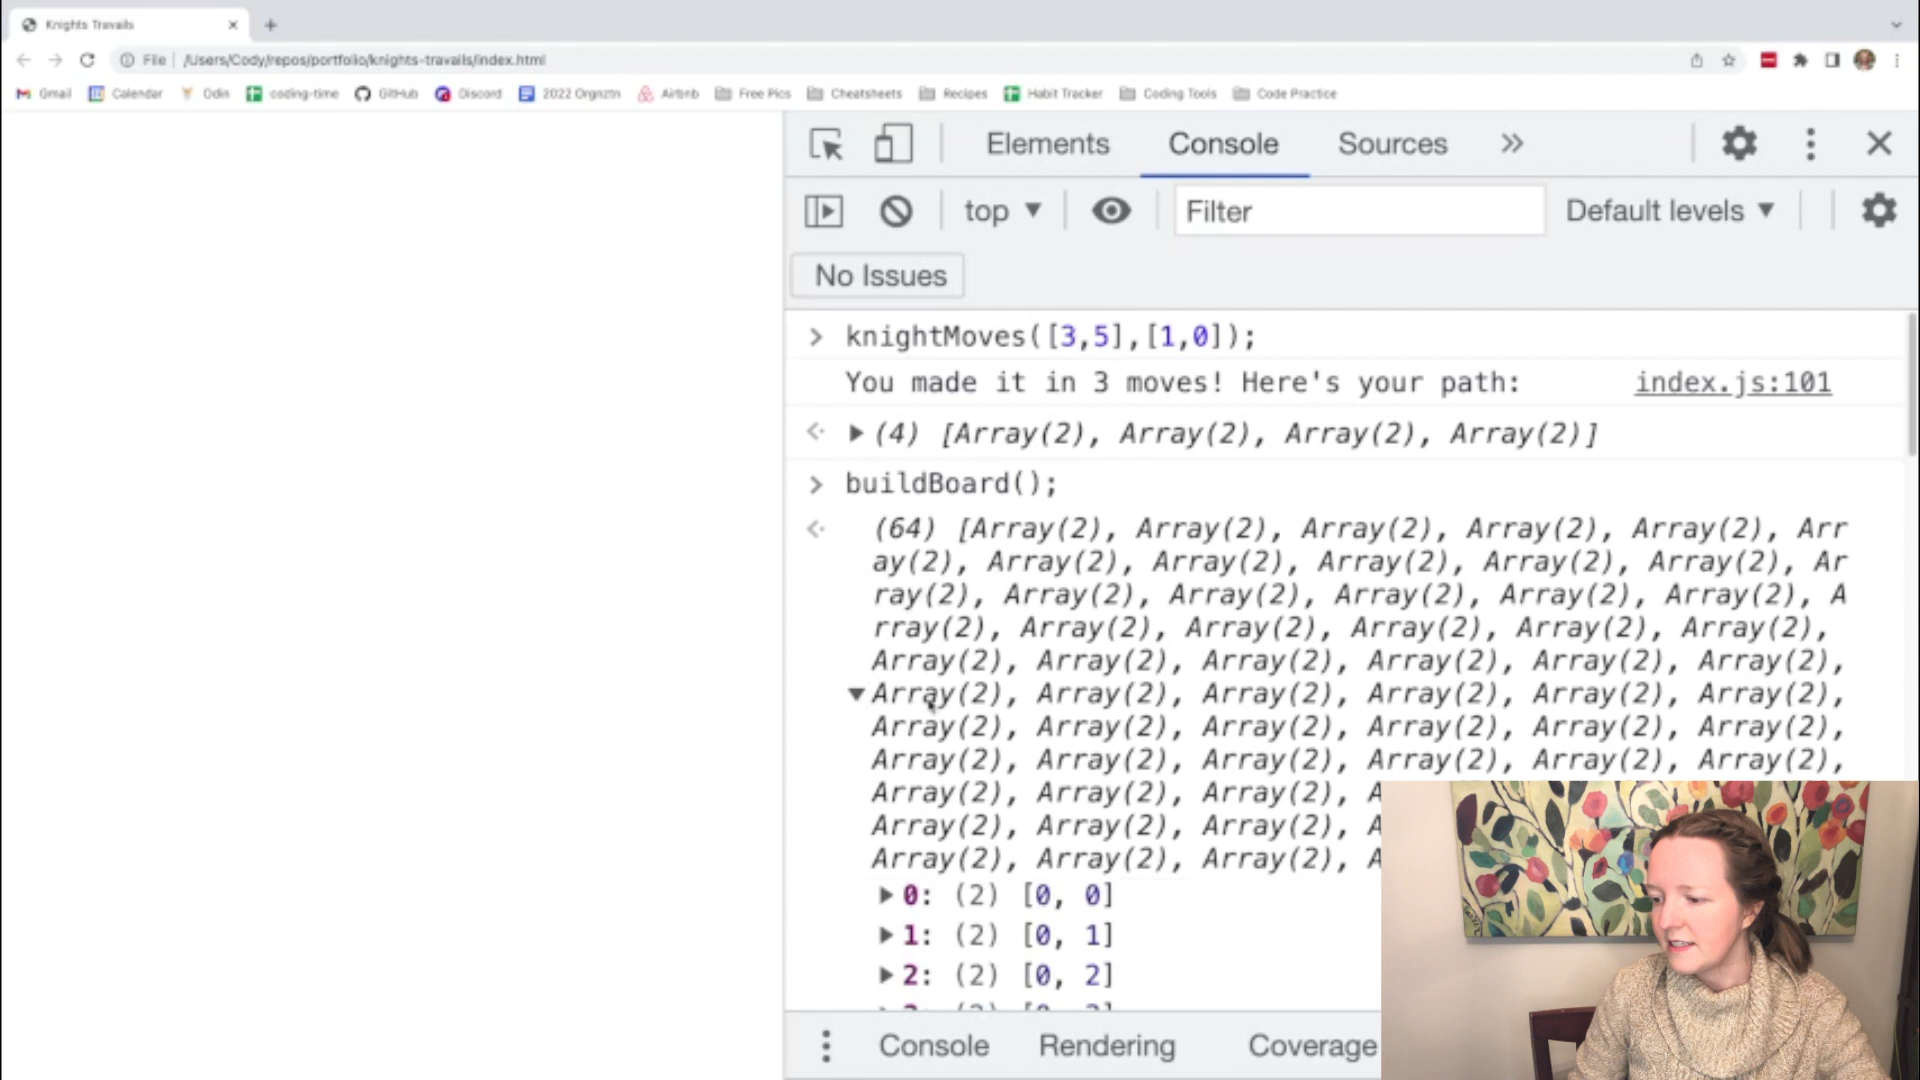 Knights Travails
File /Users/Cody/repos/portfolio/knights-travails/index.html
Gmail Calendar Odin coding-time GitHub Discord 2022 Orgnztn Airbnb Free Pics Cheatsheets Recipes Habit Tracker Coding Tools Code Practice
Elements Console Sources »
top ▼ Filter Default levels ▼
No Issues
> knightMoves([3,5],[1,0]);
You made it in 3 moves! Here's your path: index.js:101
(4) [Array(2), Array(2), Array(2), Array(2)]
> buildBoard();
(64) [Array(2), Array(2), Array(2), Array(2), Array(2), Arr
ay(2), Array(2), Array(2), Array(2), Array(2), Array(2), Ar
ray(2), Array(2), Array(2), Array(2), Array(2), Array(2), A
rray(2), Array(2), Array(2), Array(2), Array(2), Array(2),
Array(2), Array(2), Array(2), Array(2), Array(2), Array(2),
Array(2), Array(2), Array(2), Array(2), Array(2), Array(2),
Array(2), Array(2), Array(2), Array(2), Array(2), Array(2),
Array(2), Array(2), Array(2), Array(2), Array(2), Array(2),
Array(2), Array(2), Array(2), A
Array(2), Array(2), Array(2), A
Array(2), Array(2), Array(2), A
0: (2) [0, 0]
1: (2) [0, 1]
2: (2) [0, 2]
Console Rendering Coverage